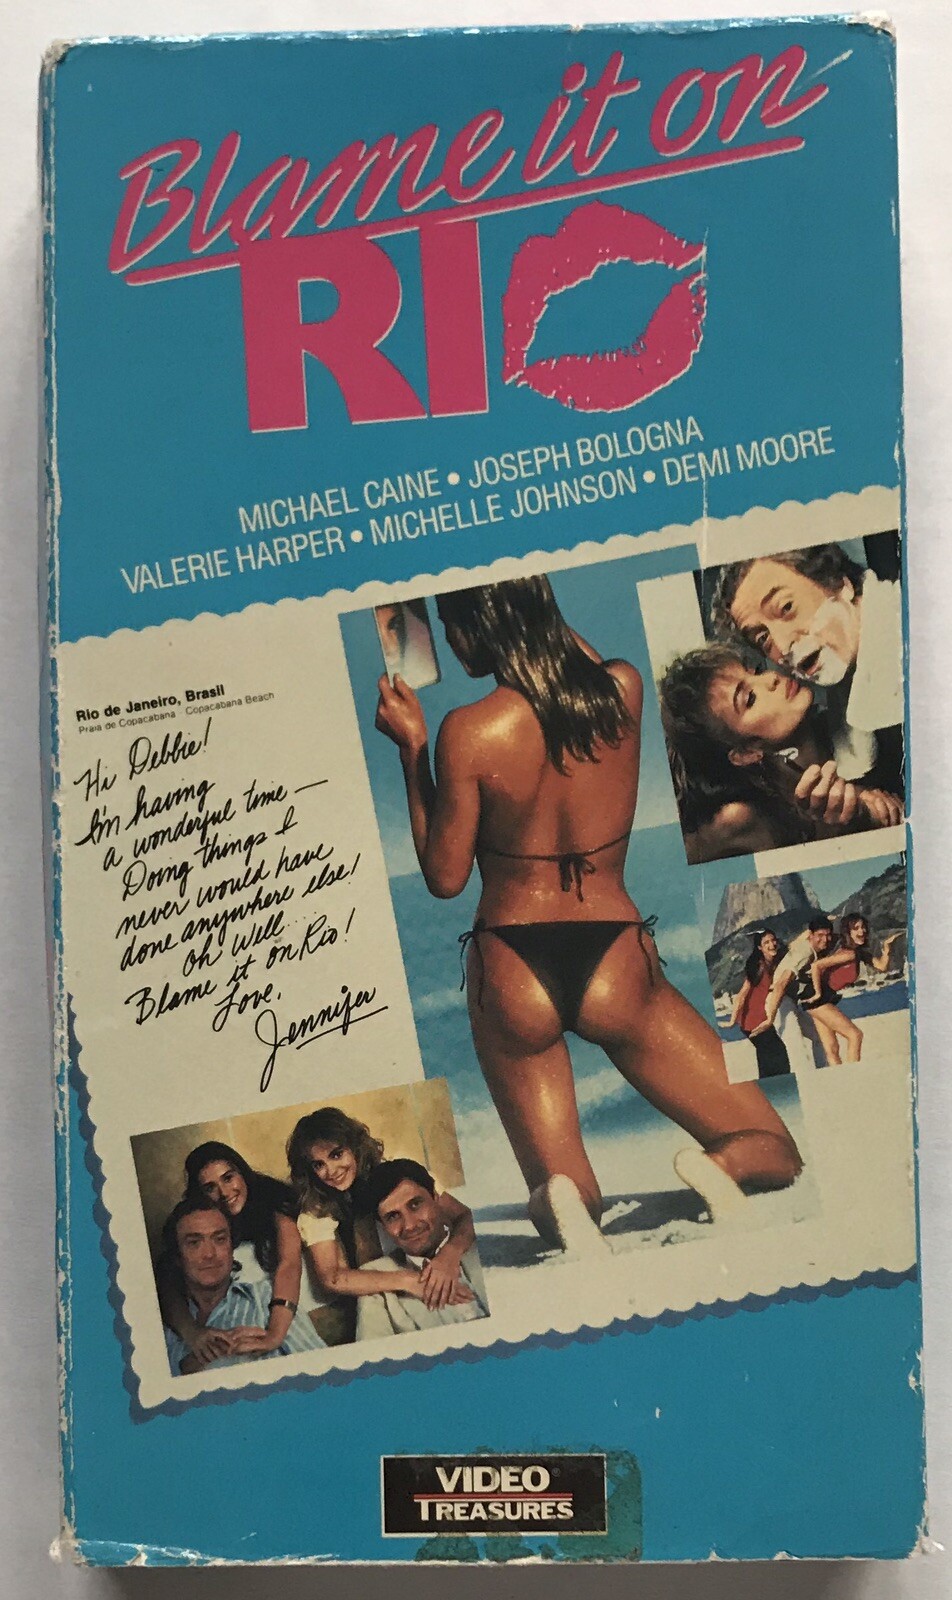 Blame it on
RIO
MICHAEL CAINE • JOSEPH BOLOGNA
VALERIE HARPER • MICHELLE JOHNSON • DEMI MOORE
Rio de Janeiro, Brasil
Praia de Copacabana Copacabana Beach
Hi Debbie!
I'm having
a wonderful time —
Doing things I
never would have
done anywhere else!
Oh well...
Blame it on Rio!
Love,
Jennifer
VIDEO
TREASURES